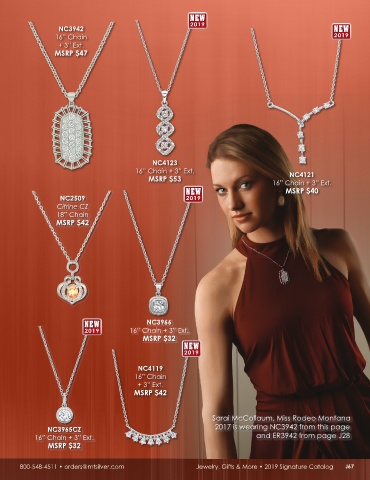 NC3942
16" Chain
+ 3" Ext.
MSRP $47
NEW
2019
NC4123
16" Chain + 3" Ext.
MSRP $53
NEW
2019
NC4121
16" Chain + 3" Ext.
MSRP $40
NC2509
Citrine CZ
18" Chain
MSRP $42
NEW
2019
NC3966
16" Chain + 3" Ext.
MSRP $32
NEW
2019
NC3965CZ
16" Chain + 3" Ext.
MSRP $32
NEW
2019
NC4119
16" Chain
+ 3" Ext.
MSRP $42
Sarai McCollaum, Miss Rodeo Montana
2017 is wearing NC3942 from this page
and ER3942 from page J28
800-548-4511 • orders@mtsilver.com
Jewelry, Gifts & More • 2019 Signature Catalog J47